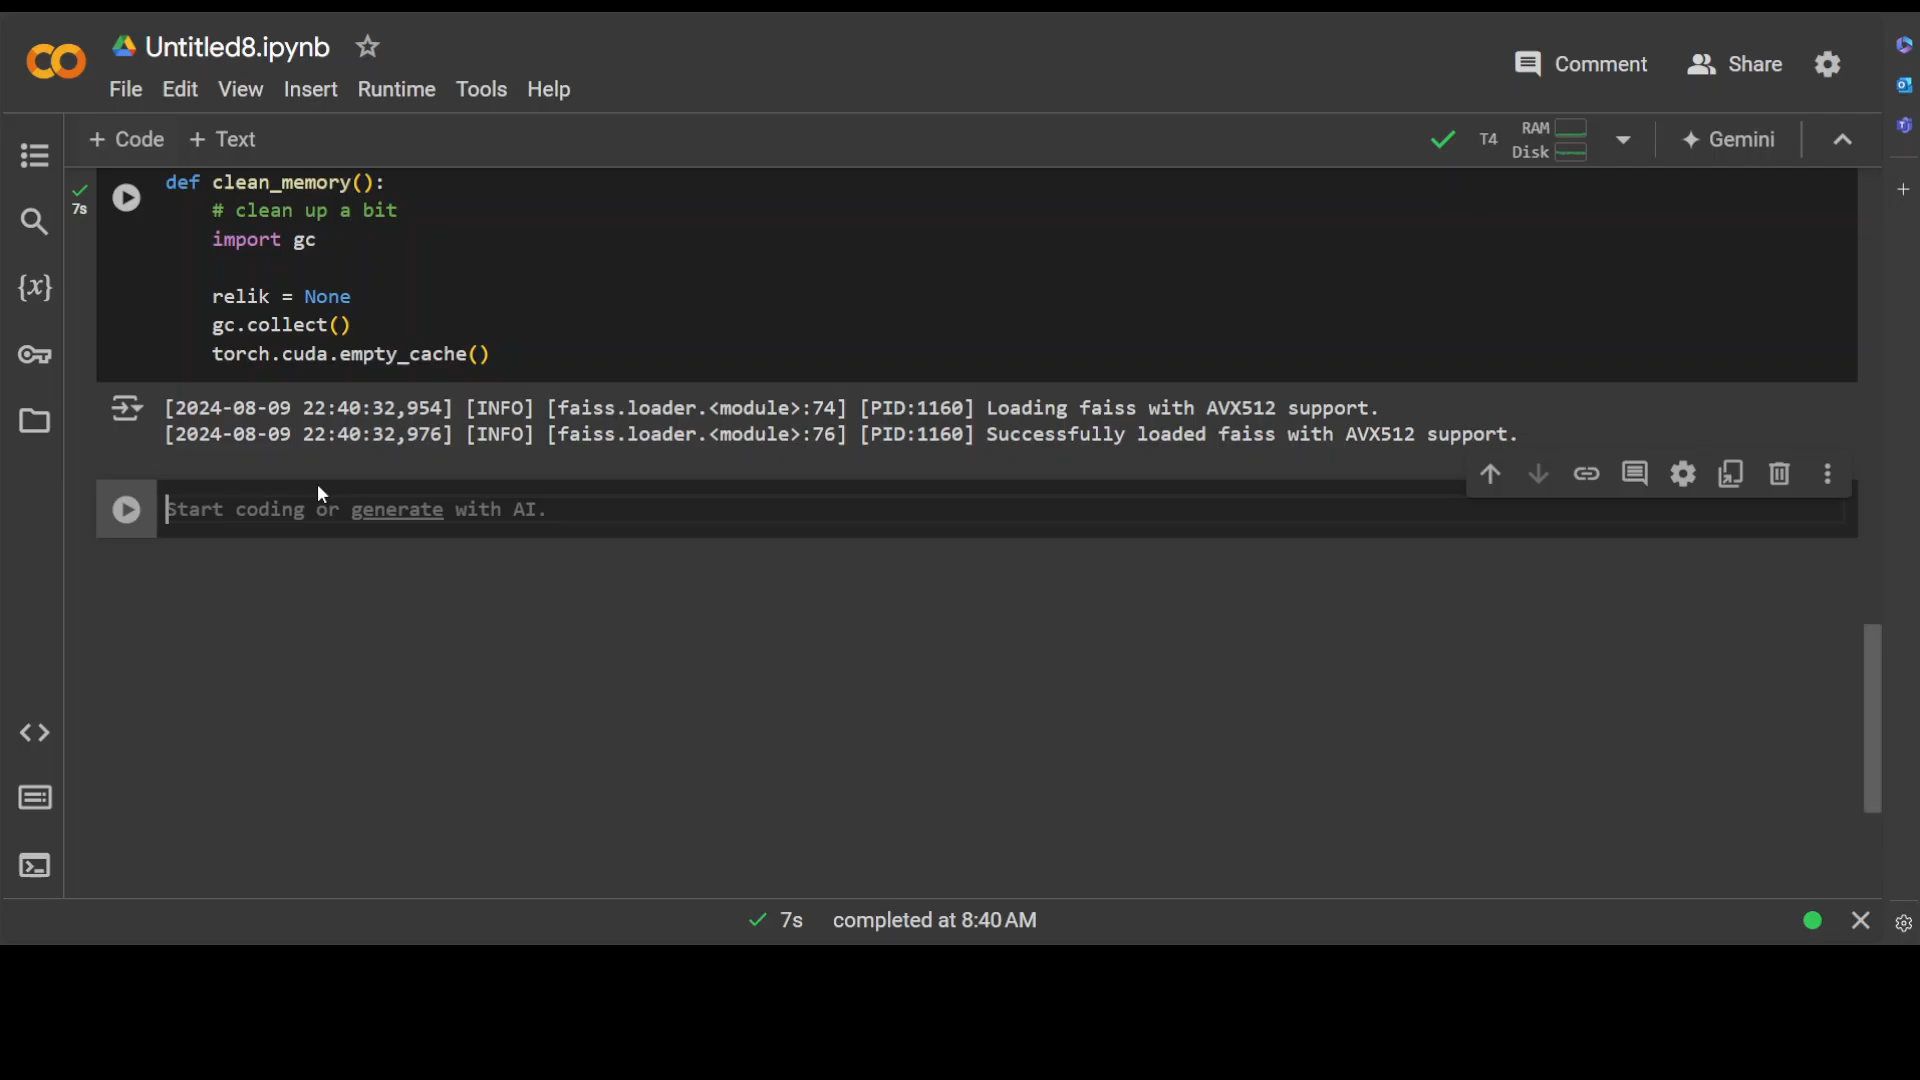 Untitled8.ipynb
File Edit View Insert Runtime Tools Help
Comment Share
+ Code + Text
T4 RAM Disk Gemini
7s
def clean_memory():
# clean up a bit
import gc
relik = None
gc.collect()
torch.cuda.empty_cache()
[2024-08-09 22:40:32,954] [INFO] [faiss.loader.<module>:74] [PID:1160] Loading faiss with AVX512 support.
[2024-08-09 22:40:32,976] [INFO] [faiss.loader.<module>:76] [PID:1160] Successfully loaded faiss with AVX512 support.
Start coding or generate with AI.
7s completed at 8:40 AM